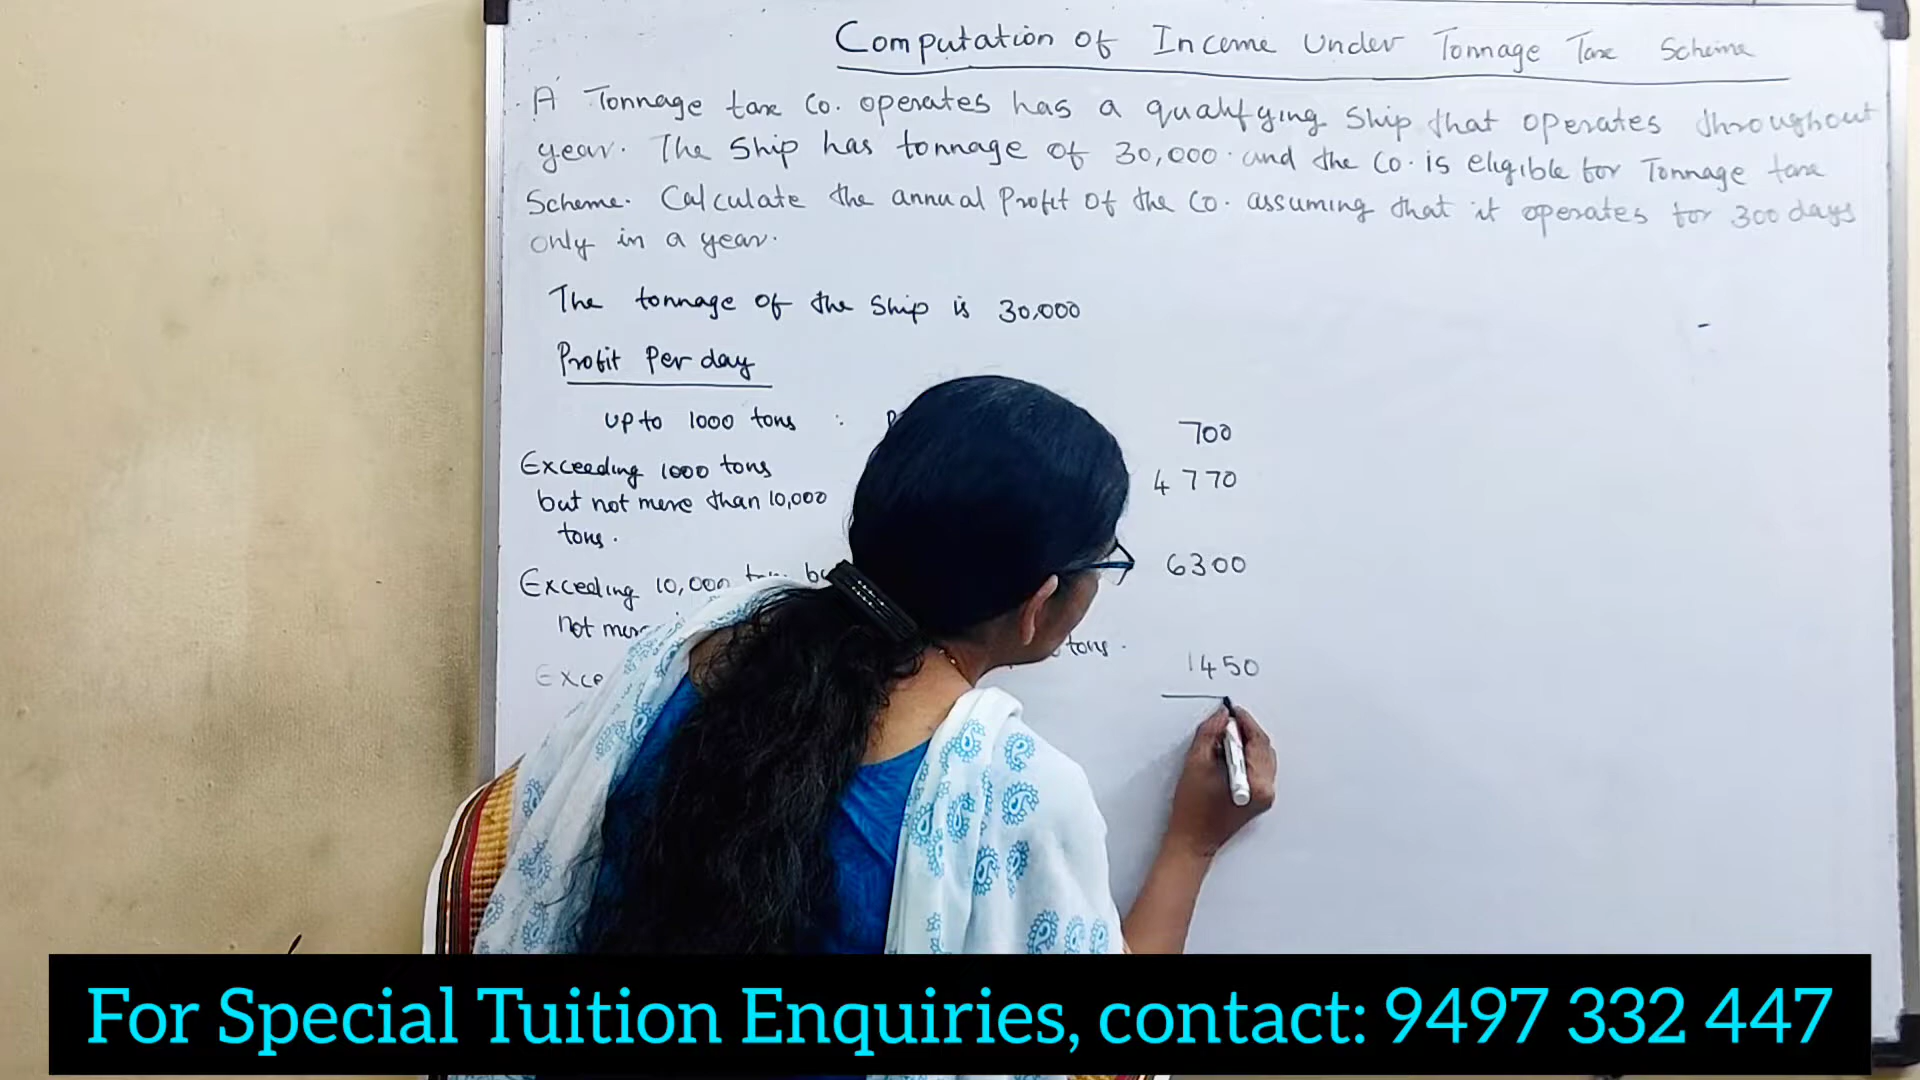 Computation of Income Under Tonnage Tax Scheme
A Tonnage tax Co. operates has a qualifying Ship that operates throughout
year. The Ship has tonnage of 30,000. and the Co. is eligible for Tonnage tax
Scheme. Calculate the annual Profit of the Co. assuming that it operates for 300 days
only in a year.
The tonnage of the Ship is 30,000
Profit Per day
up to 1000 tons : 700
Exceeding 1000 tons 4770
but not more than 10,000
tons.
Exceeding 10,000 6300
not more tons.
1450
For Special Tuition Enquiries, contact: 9497 332 447